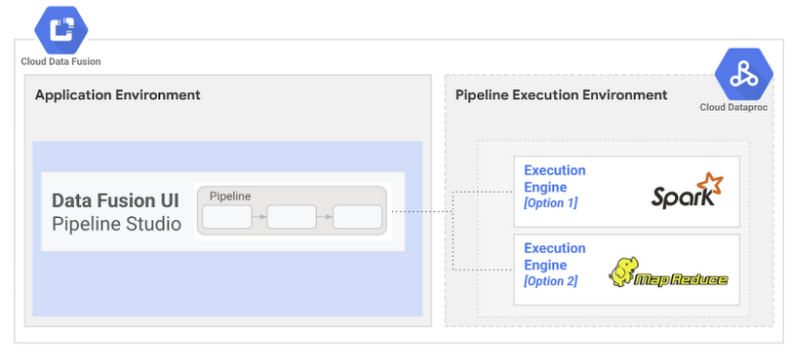 Cloud Data Fusion
Application Environment
Data Fusion UI
Pipeline Studio
Pipeline
Pipeline Execution Environment
Cloud Dataproc
Execution
Engine
[Option 1]
Spark
Execution
Engine
[Option 2]
Map Reduce